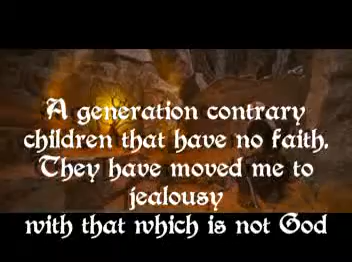 A generation contrary
children that have no faith.
They have moved me to
jealousy
with that which is not God